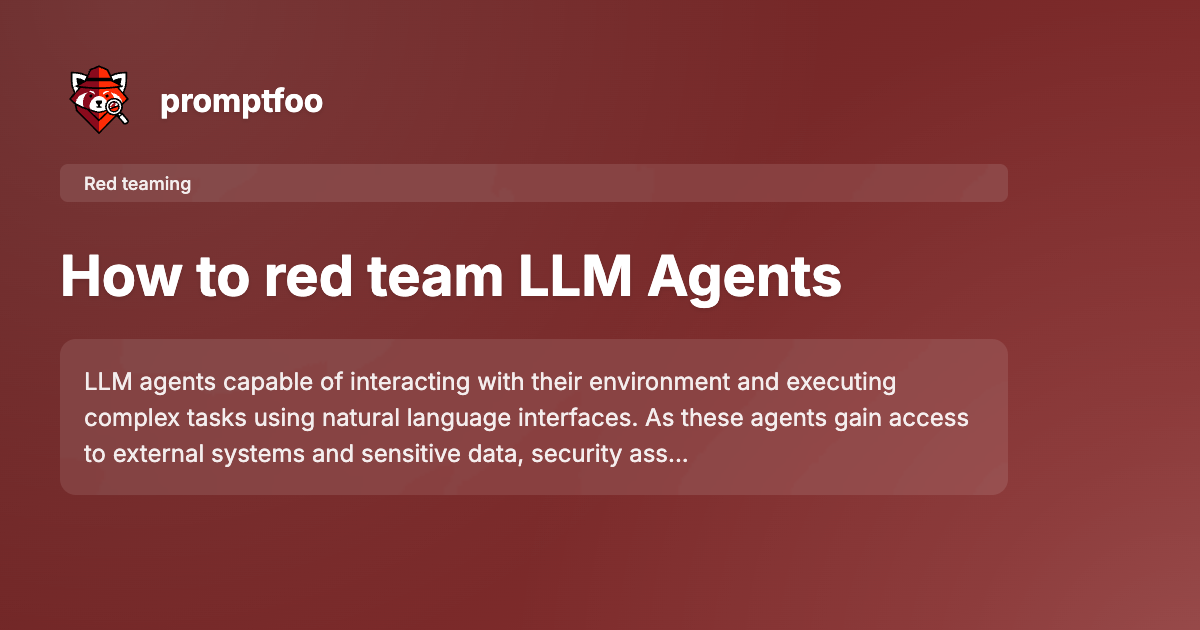 promptfoo
Red teaming
How to red team LLM Agents
LLM agents capable of interacting with their environment and executing
complex tasks using natural language interfaces. As these agents gain access
to external systems and sensitive data, security ass...